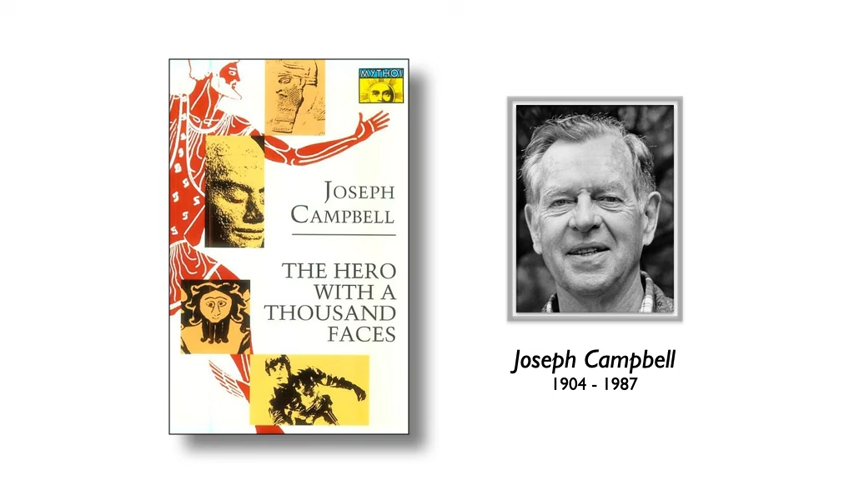 MYTHOS
JOSEPH
CAMPBELL
THE HERO
WITH A
THOUSAND
FACES
Joseph Campbell
1904 - 1987